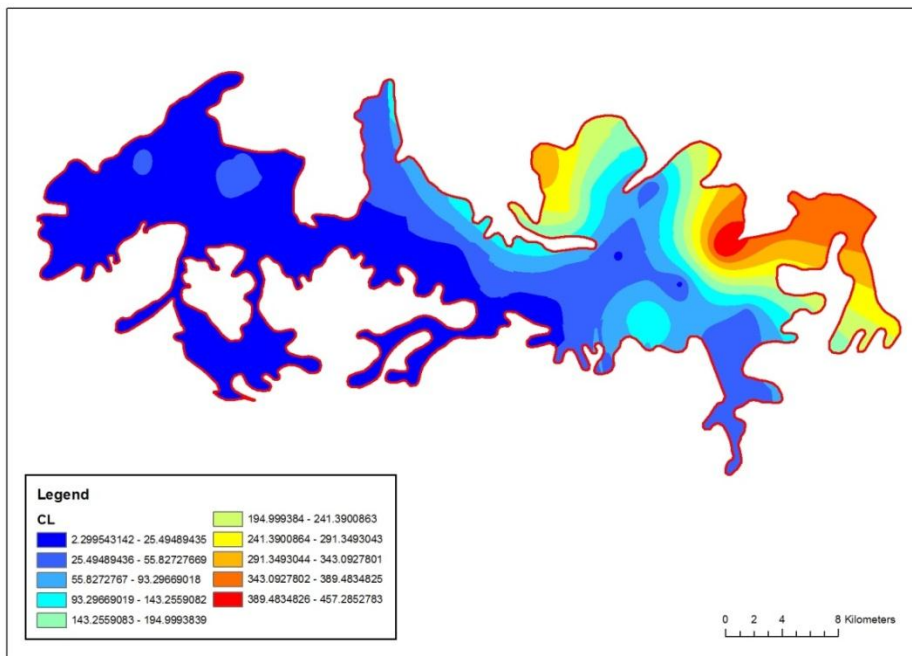 Legend
CL
2.299543142 - 25.49489435
25.49489436 - 55.82727669
55.8272767 - 93.29669018
93.29669019 - 143.2559082
143.2559083 - 194.9993839
194.999384 - 241.3900863
241.3900864 - 291.3493043
291.3493044 - 343.0927801
343.0927802 - 389.4834825
389.4834826 - 457.2852783
0 2 4 8 Kilometers